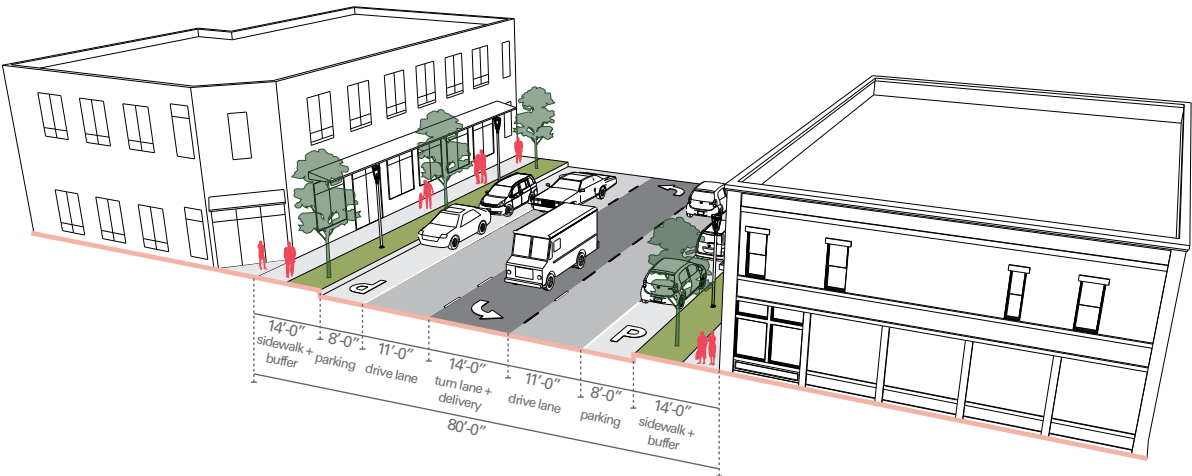 P
P
14'-0"
sidewalk +
buffer
8'-0"
parking
11'-0"
drive lane
14'-0"
turn lane +
delivery
11'-0"
drive lane
8'-0"
parking
14'-0"
sidewalk +
buffer
80'-0"